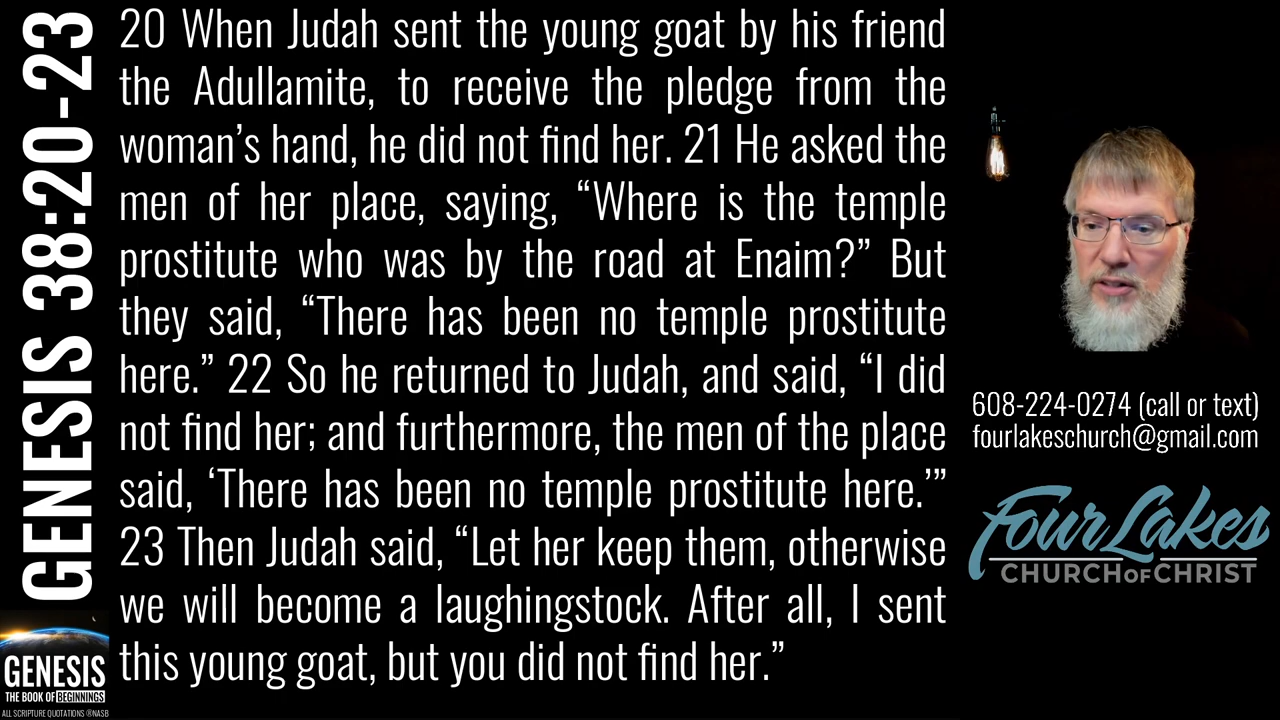 GENESIS 38:20-23
20 When Judah sent the young goat by his friend
the Adullamite, to receive the pledge from the
woman’s hand, he did not find her. 21 He asked the
men of her place, saying, “Where is the temple
prostitute who was by the road at Enaim?” But
they said, “There has been no temple prostitute
here.” 22 So he returned to Judah, and said, “I did
not find her; and furthermore, the men of the place
said, ‘There has been no temple prostitute here.’”
23 Then Judah said, “Let her keep them, otherwise
we will become a laughingstock. After all, I sent
this young goat, but you did not find her.”
GENESIS
THE BOOK OF BEGINNINGS
ALL SCRIPTURE QUOTATIONS ®NASB
608-224-0274 (call or text)
fourlakeschurch@gmail.com
Four Lakes
CHURCH OF CHRIST